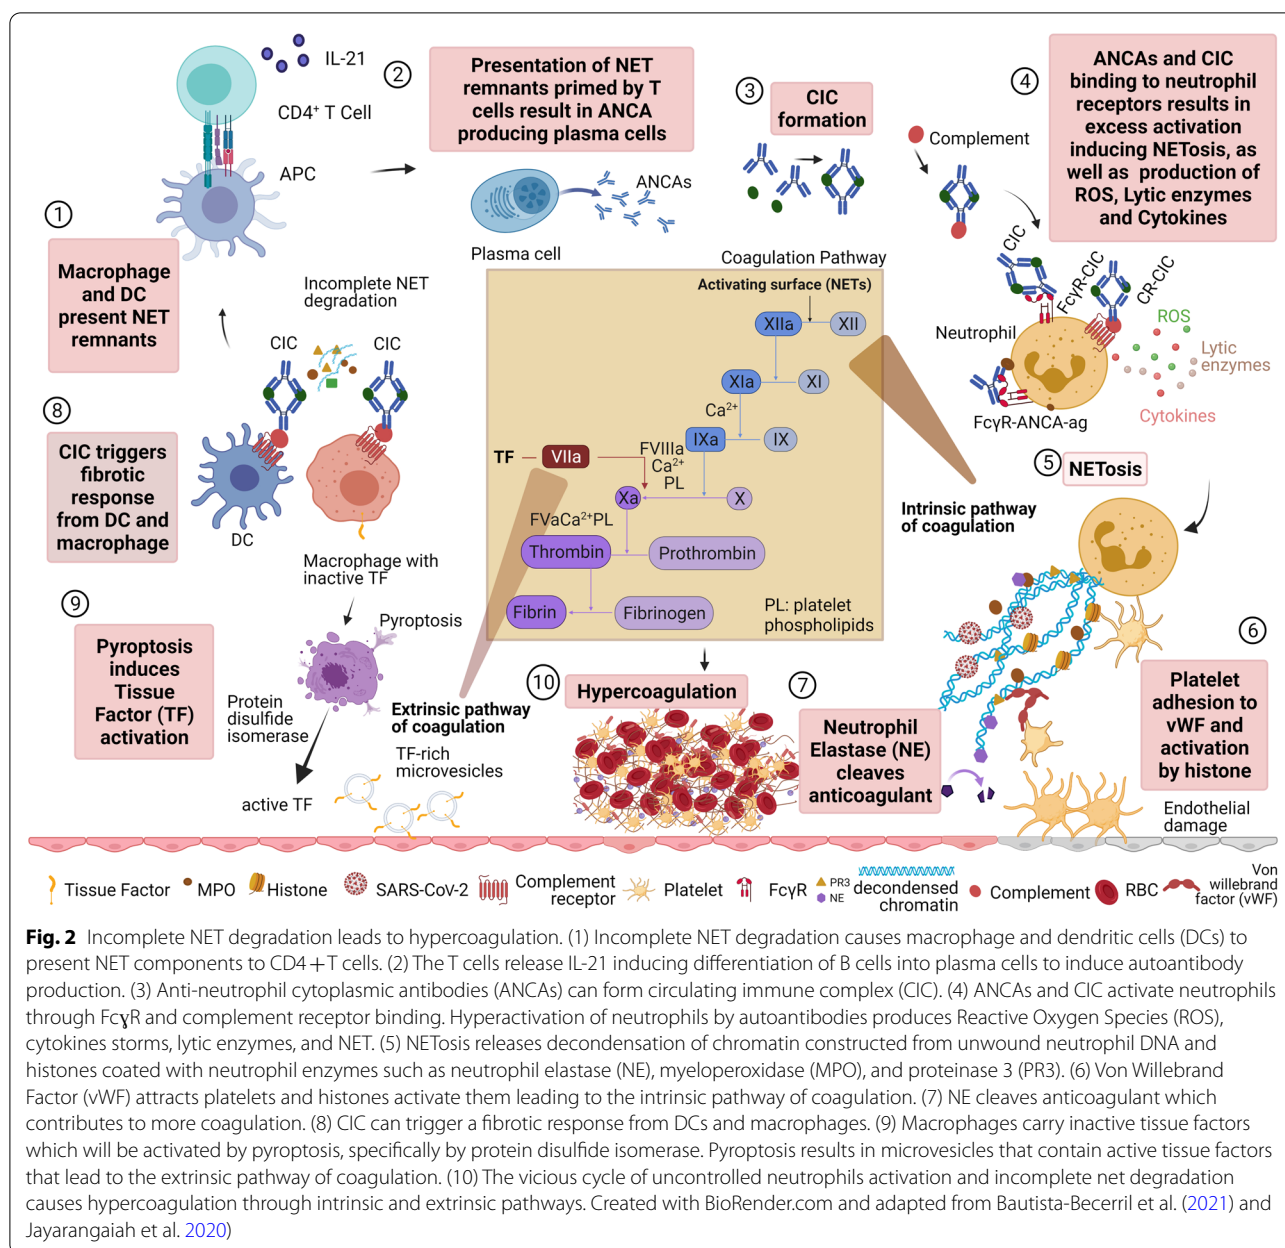 IL-21
CD4⁺ T Cell
APC
①
Macrophage
and DC
present NET
remnants
②
Presentation of NET
remnants primed by T
cells result in ANCA
producing plasma cells
ANCAs
Plasma cell
③
CIC
formation
④
ANCAs and CIC
binding to neutrophil
receptors results in
excess activation
inducing NETosis, as
well as production of
ROS, Lytic enzymes
and Cytokines
Complement
CIC
FcγR-CIC
CR-CIC
Neutrophil
ROS
Lytic
enzymes
Cytokines
FcγR-ANCA-ag
Incomplete NET
degradation
CIC
CIC
⑧
CIC triggers
fibrotic
response
from DC and
macrophage
DC
Macrophage with
inactive TF
Coagulation Pathway
Activating surface (NETs)
XIIa
XII
XIa
XI
Ca²⁺
IXa
IX
TF
VIIa
FVIIIa
Ca²⁺
PL
Xa
X
FVaCa²⁺PL
Thrombin
Prothrombin
Fibrin
Fibrinogen
PL: platelet
phospholipids
Intrinsic pathway
of coagulation
⑤
NETosis
⑥
Platelet
adhesion to
vWF and
activation
by histone
Endothelial
damage
⑦
Neutrophil
Elastase (NE)
cleaves
anticoagulant
⑨
Pyroptosis
induces
Tissue
Factor (TF)
activation
Pyroptosis
Protein
disulfide
isomerase
active TF
Extrinsic pathway
of coagulation
TF-rich
microvesicles
⑩
Hypercoagulation
Tissue Factor
MPO
Histone
SARS-CoV-2
Complement
receptor
Platelet
FcγR
PR3
NE
decondensed
chromatin
Complement
RBC
Von
willebrand
factor (vWF)
Fig. 2 Incomplete NET degradation leads to hypercoagulation. (1) Incomplete NET degradation causes macrophage and dendritic cells (DCs) to
present NET components to CD4+T cells. (2) The T cells release IL-21 inducing differentiation of B cells into plasma cells to induce autoantibody
production. (3) Anti-neutrophil cytoplasmic antibodies (ANCAs) can form circulating immune complex (CIC). (4) ANCAs and CIC activate neutrophils
through FcɣR and complement receptor binding. Hyperactivation of neutrophils by autoantibodies produces Reactive Oxygen Species (ROS),
cytokines storms, lytic enzymes, and NET. (5) NETosis releases decondensation of chromatin constructed from unwound neutrophil DNA and
histones coated with neutrophil enzymes such as neutrophil elastase (NE), myeloperoxidase (MPO), and proteinase 3 (PR3). (6) Von Willebrand
Factor (vWF) attracts platelets and histones activate them leading to the intrinsic pathway of coagulation. (7) NE cleaves anticoagulant which
contributes to more coagulation. (8) CIC can trigger a fibrotic response from DCs and macrophages. (9) Macrophages carry inactive tissue factors
which will be activated by pyroptosis, specifically by protein disulfide isomerase. Pyroptosis results in microvesicles that contain active tissue factors
that lead to the extrinsic pathway of coagulation. (10) The vicious cycle of uncontrolled neutrophils activation and incomplete net degradation
causes hypercoagulation through intrinsic and extrinsic pathways. Created with BioRender.com and adapted from Bautista-Becerril et al. (2021) and
Jayarangaiah et al. 2020)